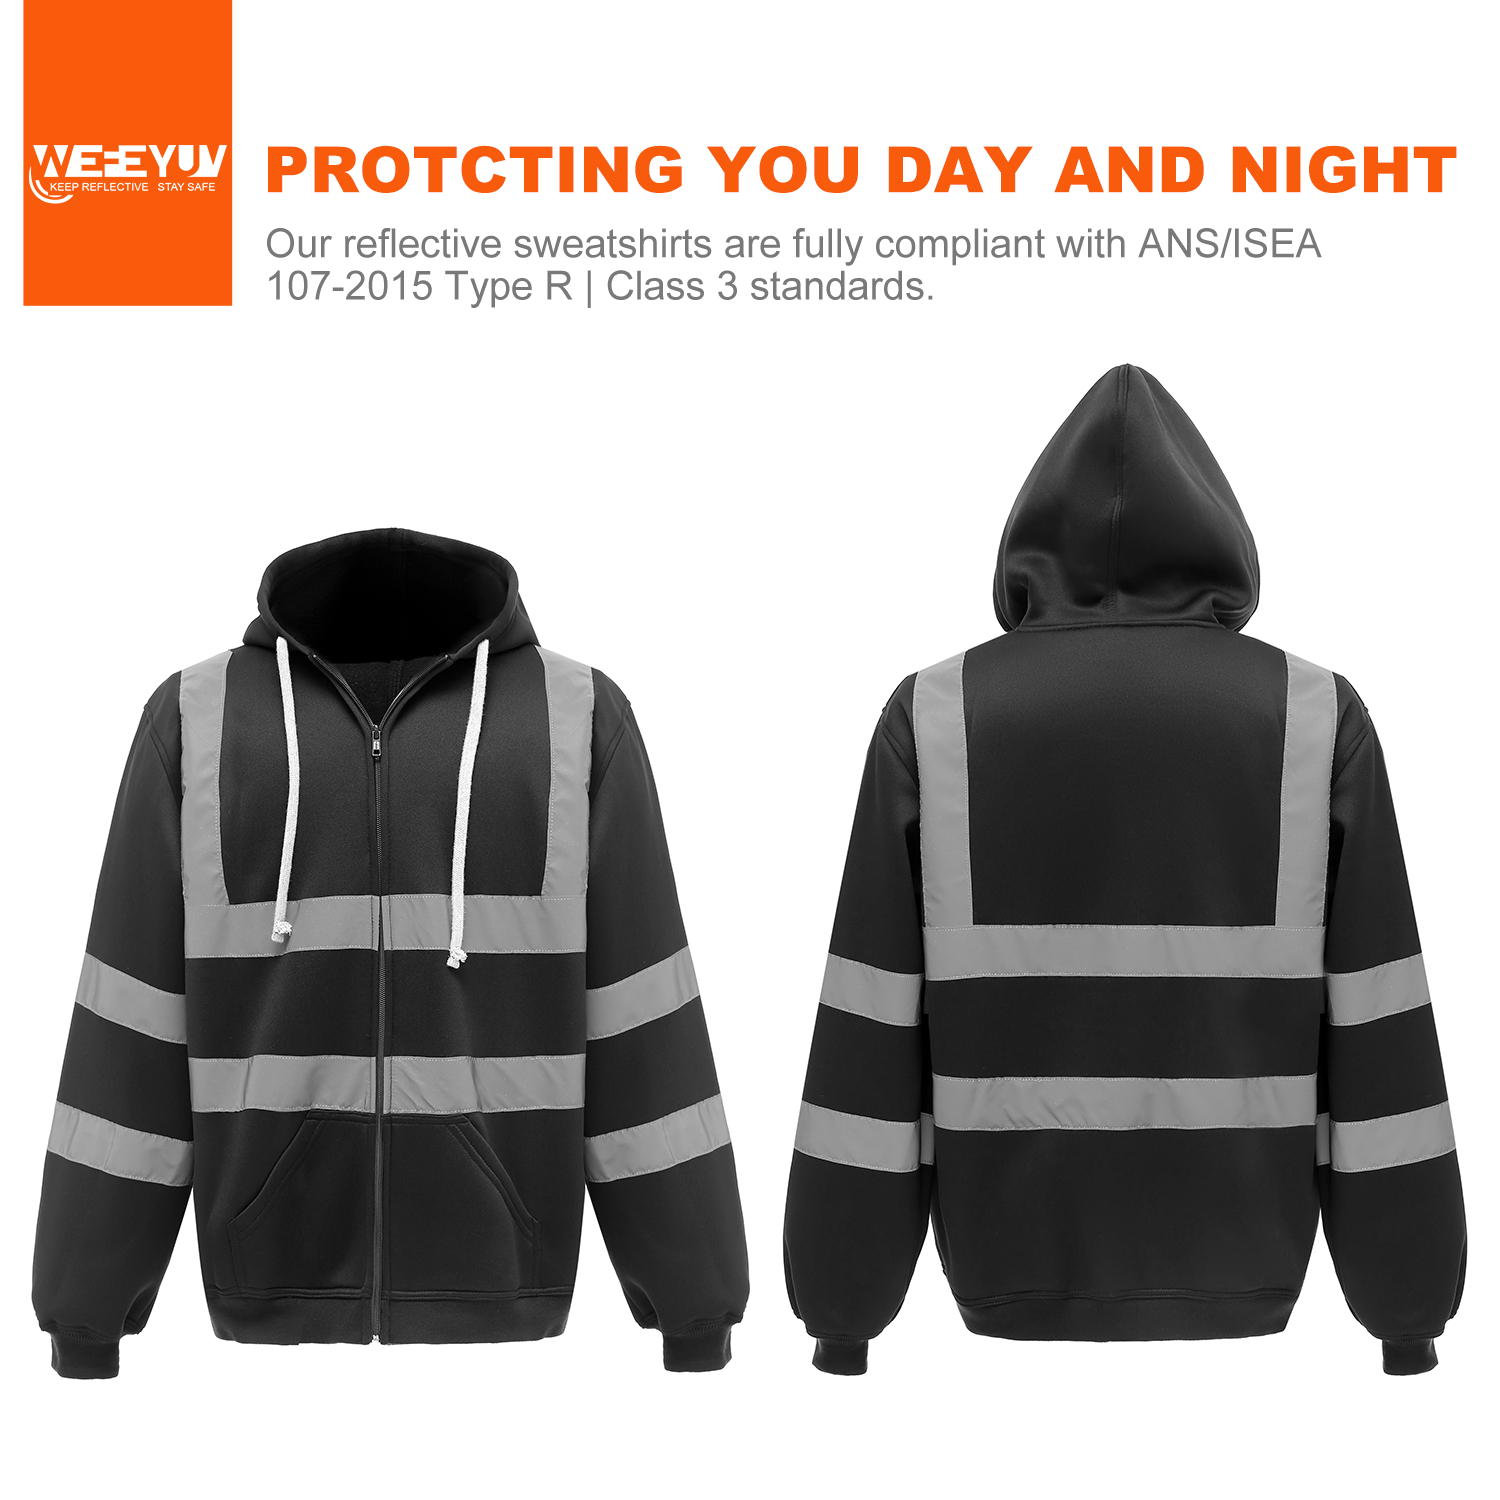 WEFEYUV
KEEP REFLECTIVE STAY SAFE
PROTCTING YOU DAY AND NIGHT
Our reflective sweatshirts are fully compliant with ANS/ISEA
107-2015 Type R | Class 3 standards.